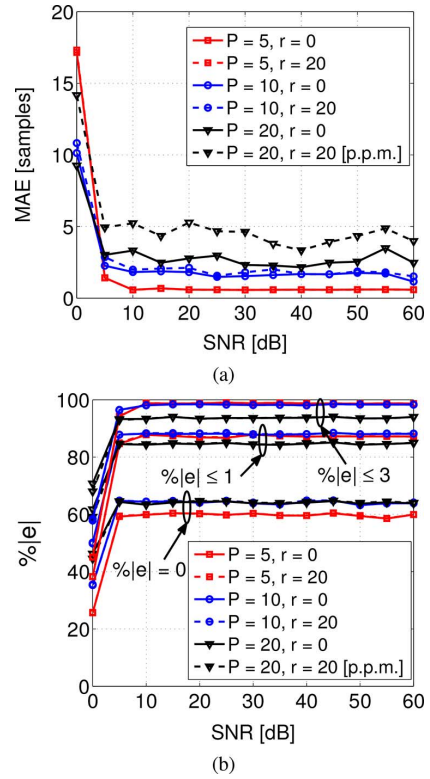 20
15
10
5
0
MAE [samples]
P = 5, r = 0
P = 5, r = 20
P = 10, r = 0
P = 10, r = 20
P = 20, r = 0
P = 20, r = 20 [p.p.m.]
0 10 20 30 40 50 60
SNR [dB]
(a)
100
80
60
40
20
0
%|e|
%|e| ≤ 1
%|e| ≤ 3
%|e| = 0
P = 5, r = 0
P = 5, r = 20
P = 10, r = 0
P = 10, r = 20
P = 20, r = 0
P = 20, r = 20 [p.p.m.]
0 10 20 30 40 50 60
SNR [dB]
(b)